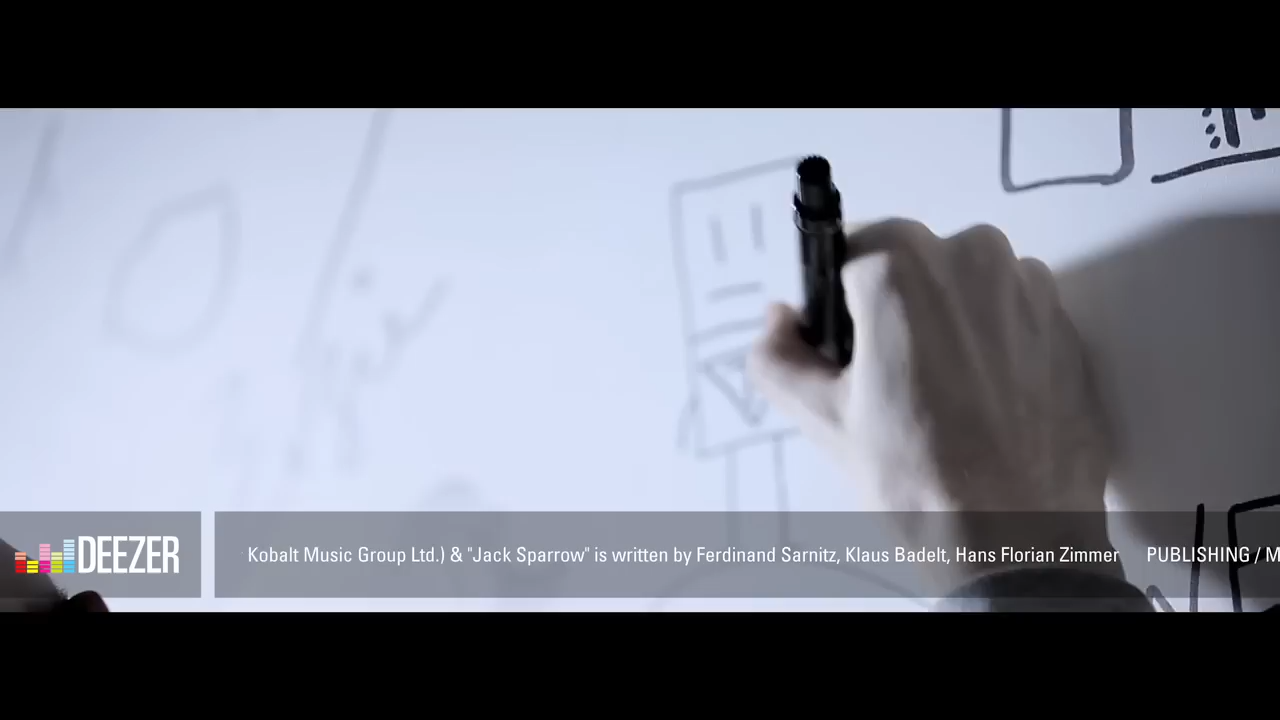 DEEZER
Kobalt Music Group Ltd.) & "Jack Sparrow" is written by Ferdinand Sarnitz, Klaus Badelt, Hans Florian Zimmer PUBLISHING / M